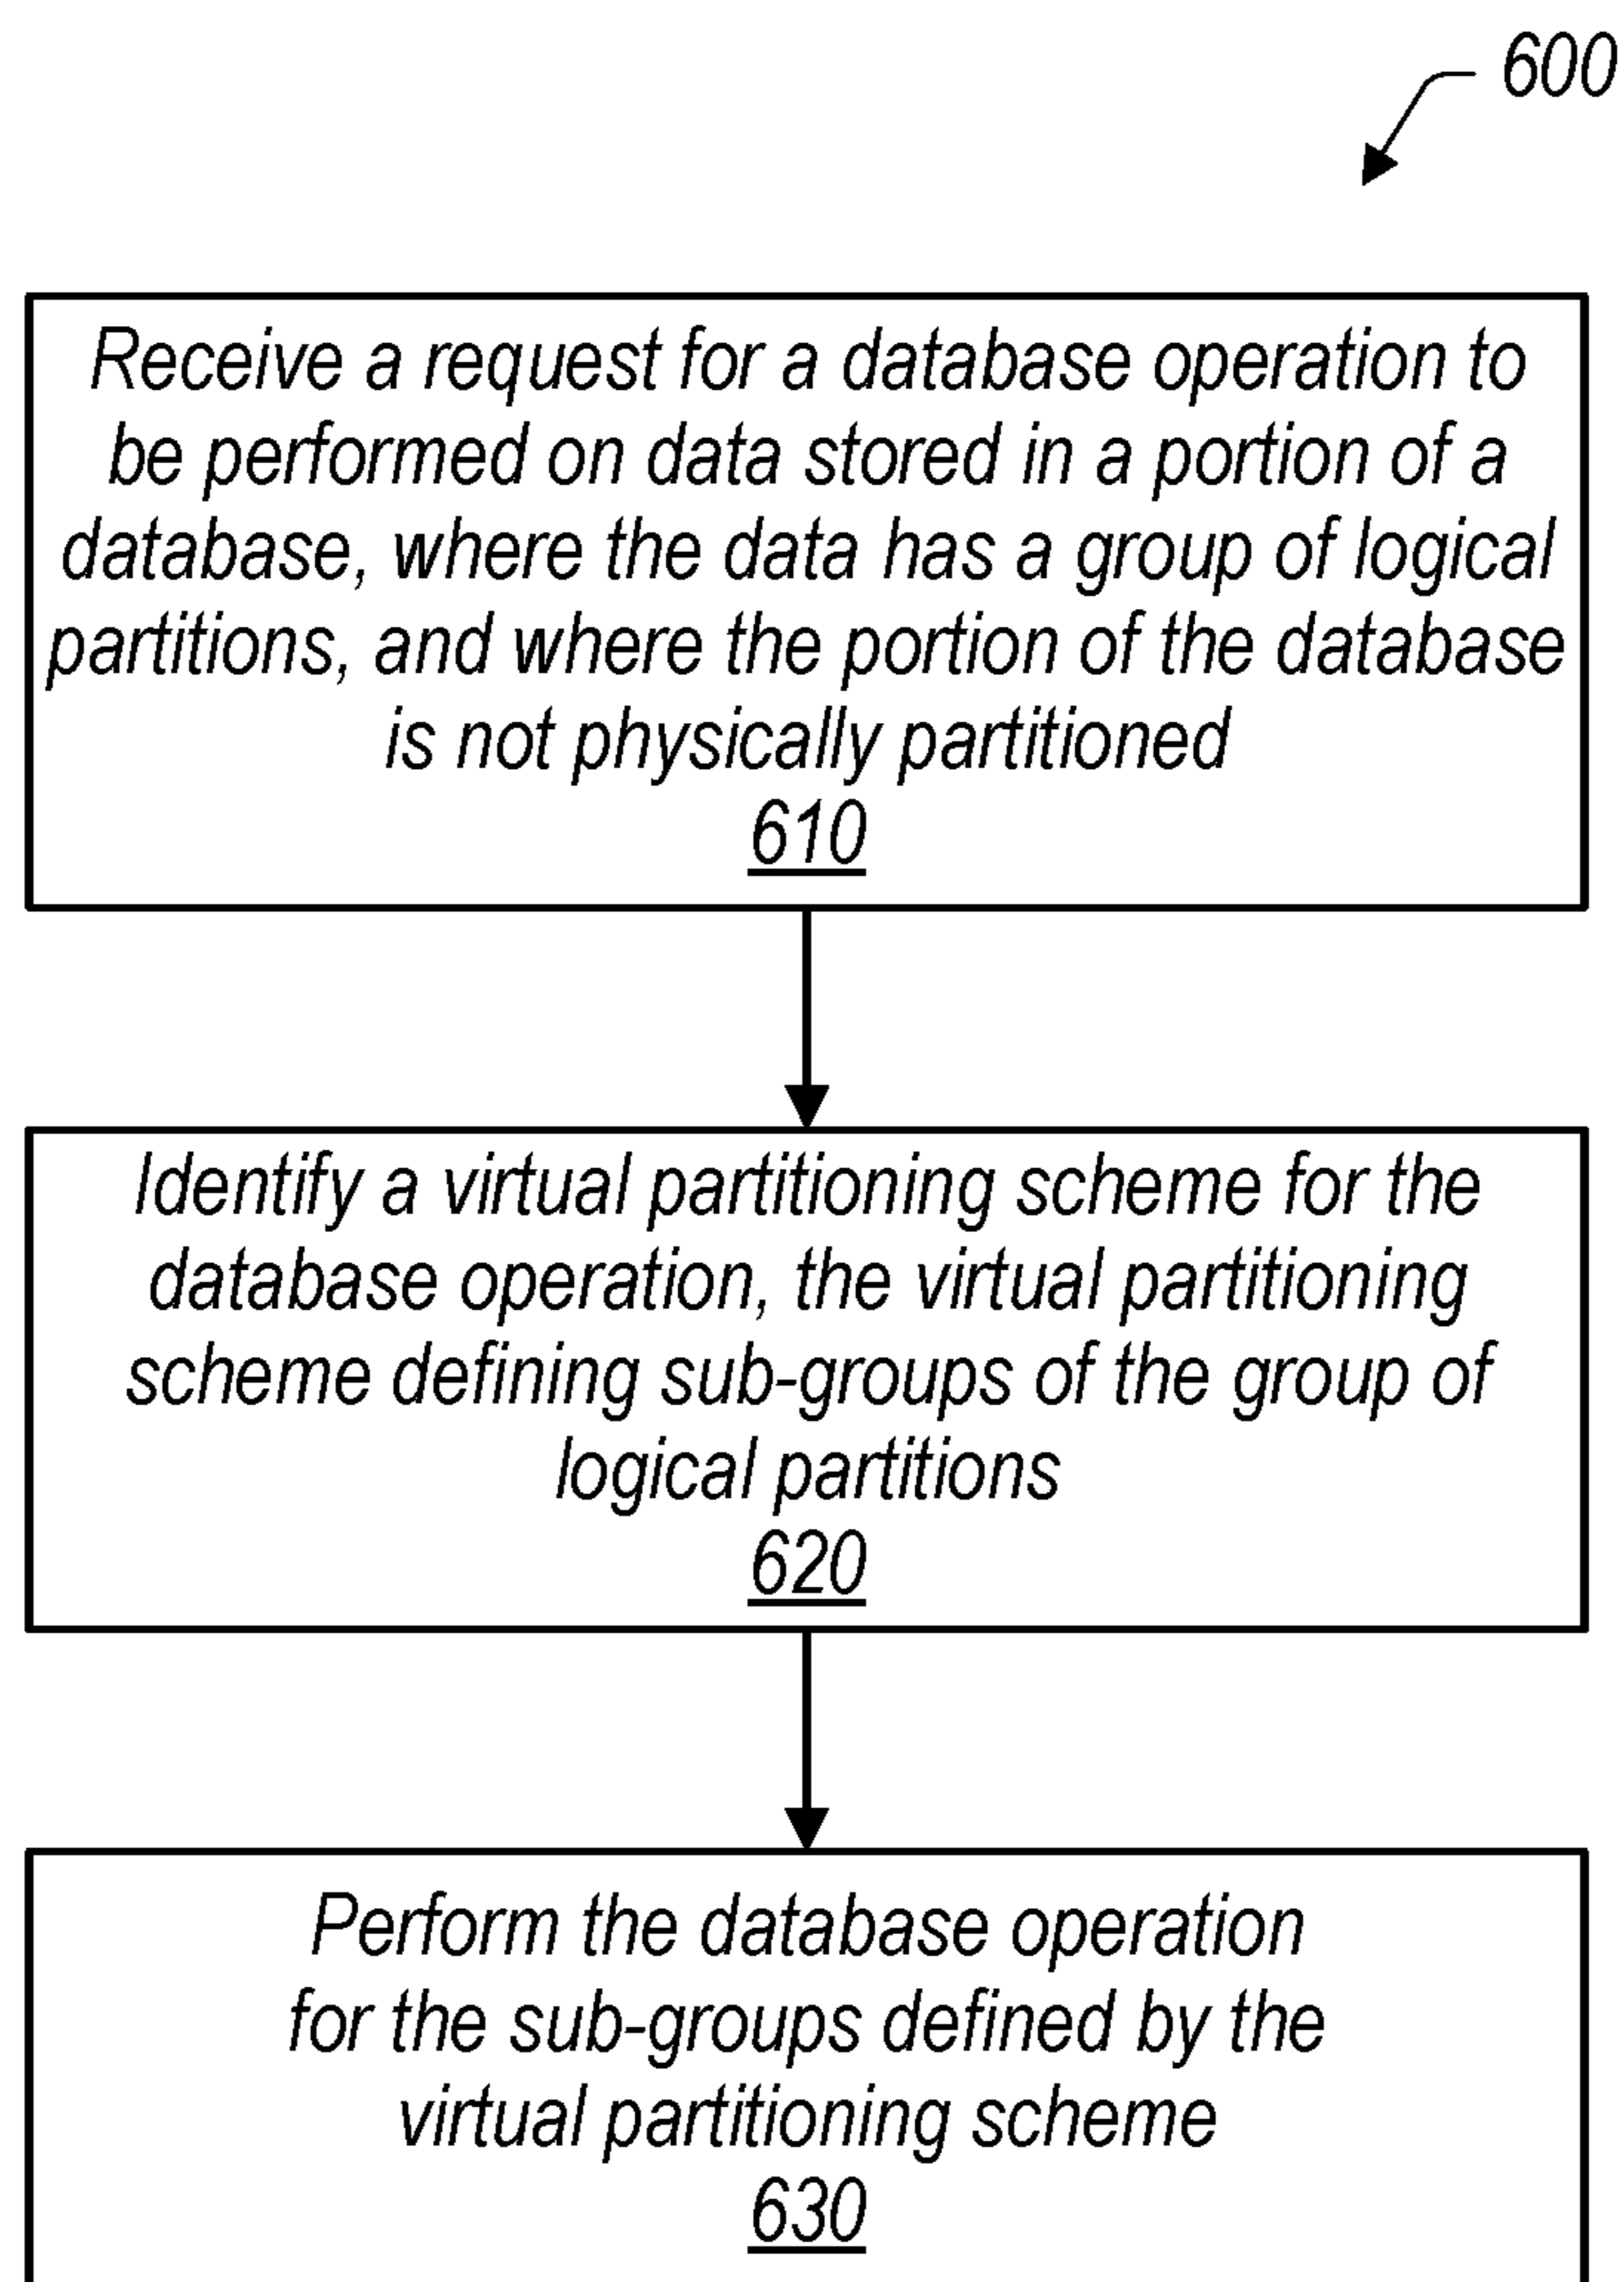 600
Receive a request for a database operation to
be performed on data stored in a portion of a
database, where the data has a group of logical
partitions, and where the portion of the database
is not physically partitioned
610
Identify a virtual partitioning scheme for the
database operation, the virtual partitioning
scheme defining sub-groups of the group of
logical partitions
620
Perform the database operation
for the sub-groups defined by the
virtual partitioning scheme
630